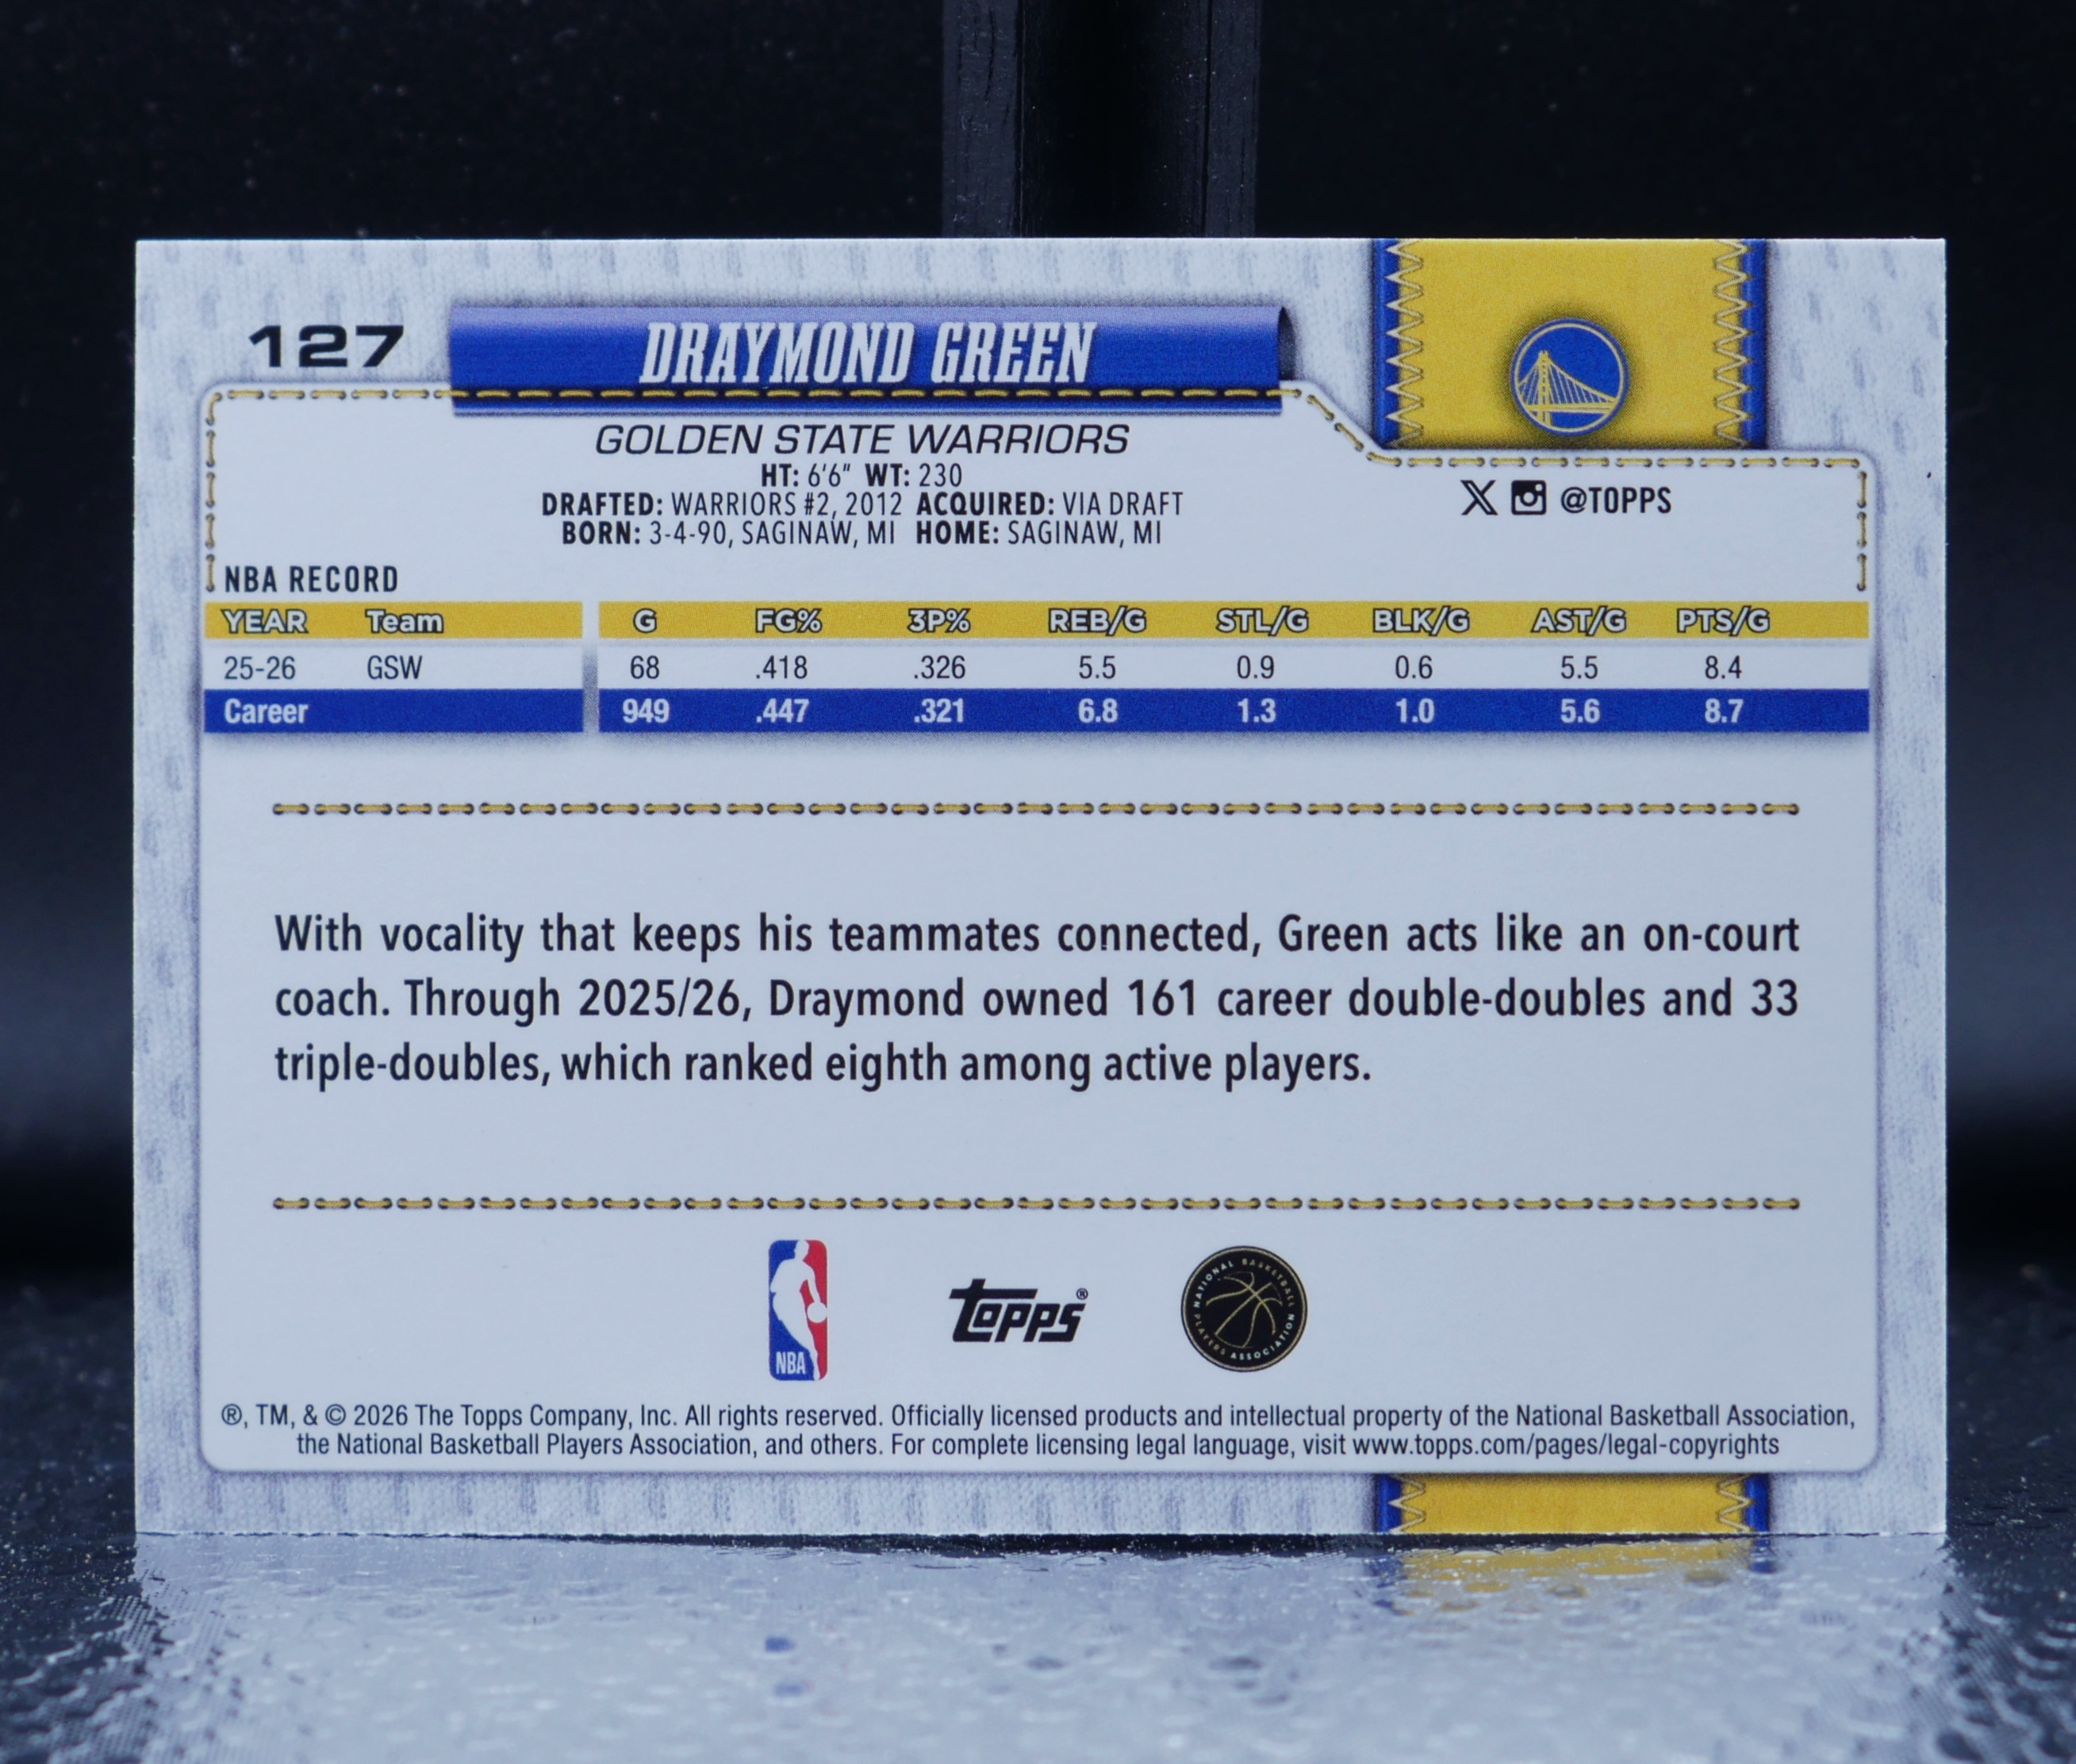 127
DRAYMOND GREEN
GOLDEN STATE WARRIORS
HT: 6'6" WT: 230
DRAFTED: WARRIORS #2, 2012 ACQUIRED: VIA DRAFT
BORN: 3-4-90, SAGINAW, MI HOME: SAGINAW, MI
@TOPPS
NBA RECORD
YEAR Team G FG% 3P% REB/G STL/G BLK/G AST/G PTS/G
25-26 GSW 68 .418 .326 5.5 0.9 0.6 5.5 8.4
Career 949 .447 .321 6.8 1.3 1.0 5.6 8.7
With vocality that keeps his teammates connected, Green acts like an on-court
coach. Through 2025/26, Draymond owned 161 career double-doubles and 33
triple-doubles, which ranked eighth among active players.
NBA
Topps®
NATIONAL BASKETBALL PLAYERS ASSOCIATION
®, TM, & © 2026 The Topps Company, Inc. All rights reserved. Officially licensed products and intellectual property of the National Basketball Association,
the National Basketball Players Association, and others. For complete licensing legal language, visit www.topps.com/pages/legal-copyrights